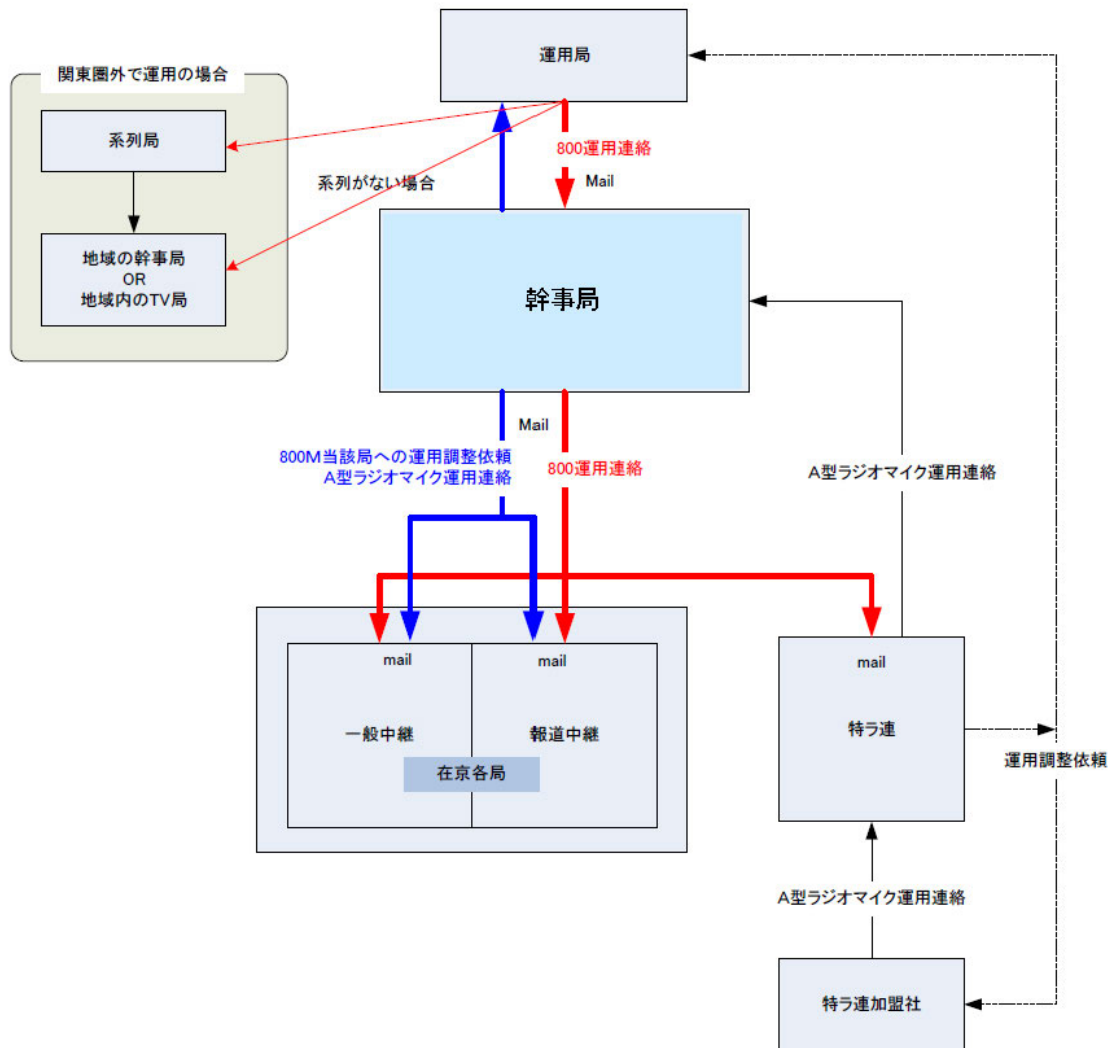 運用局
関東圏外で運用の場合
系列局
800運用連絡
Mail
系列がない場合
地域の幹事局
OR
地域内のTV局
幹事局
Mail
800M当該局への運用調整依頼
A型ラジオマイク運用連絡
800運用連絡
A型ラジオマイク運用連絡
mail
mail
mail
一般中継
報道中継
特ラ連
在京各局
運用調整依頼
A型ラジオマイク運用連絡
特ラ連加盟社